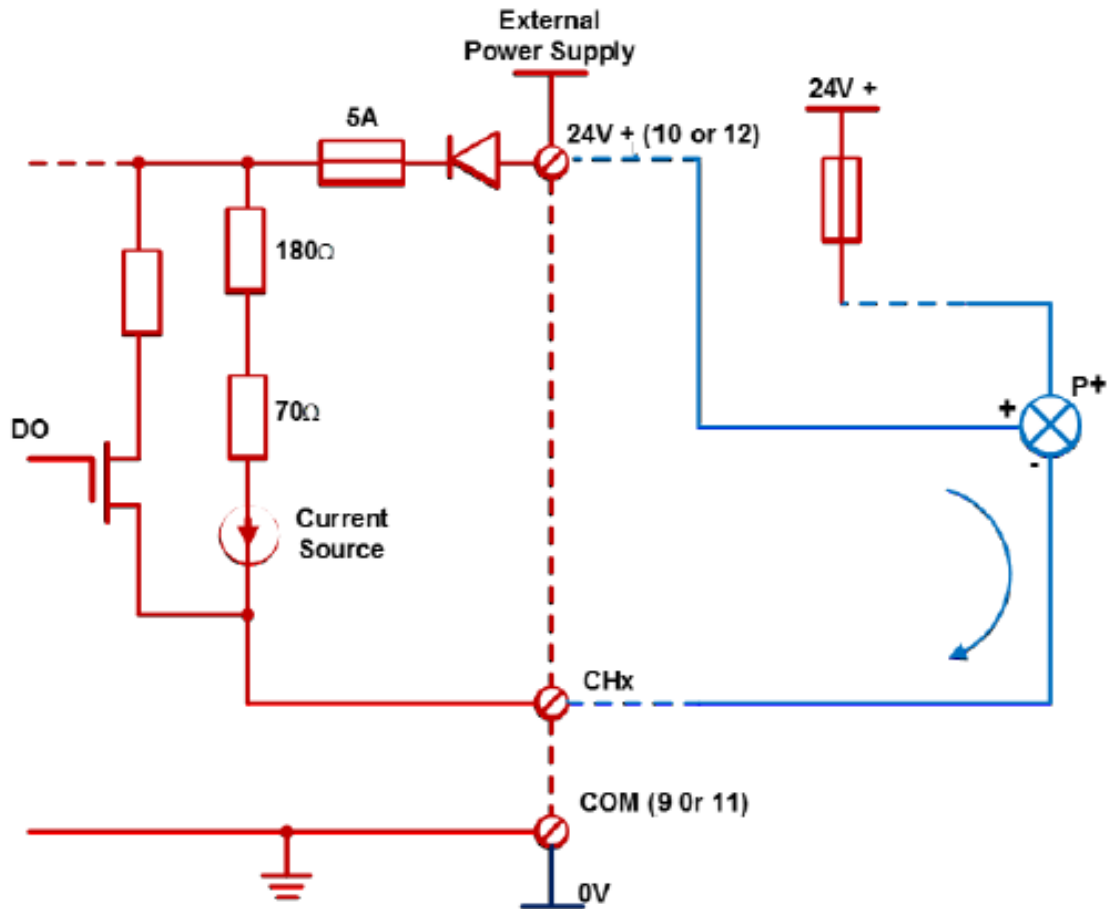 External
Power Supply
5A
24V + (10 or 12)
24V +
180Ω
70Ω
P+
+
-
DO
Current
Source
CHx
COM (9 0r 11)
0V